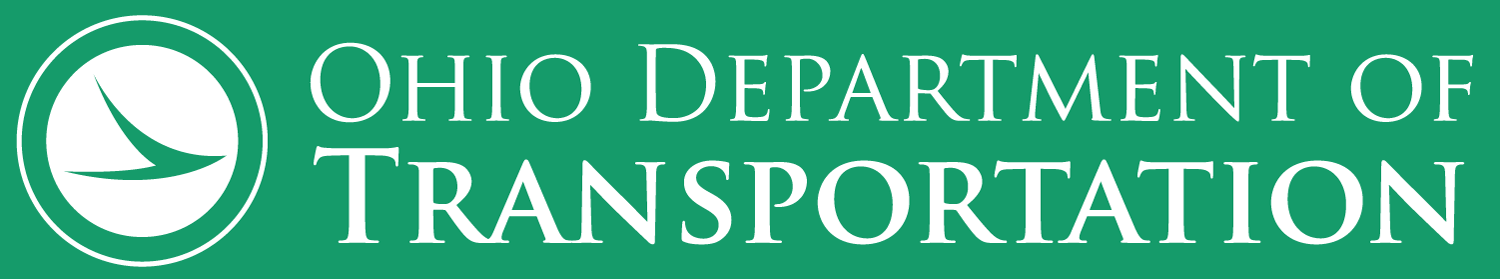 OHIO DEPARTMENT OF
TRANSPORTATION